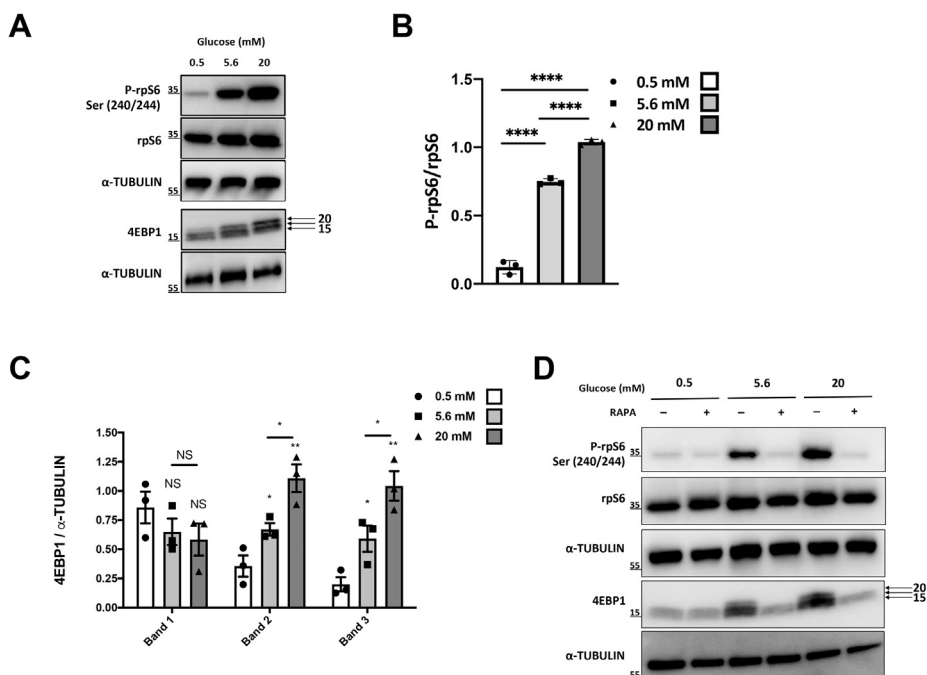 A
Glucose (mM)
0.5 5.6 20
P-rpS6
Ser (240/244)
35
rpS6
35
α-TUBULIN
55
4EBP1
15
20
15
α-TUBULIN
55
B
P-rpS6/rpS6
1.5
1.0
0.5
0.0
****
****
****
0.5 mM
5.6 mM
20 mM
C
0.5 mM
5.6 mM
20 mM
4EBP1 / α-TUBULIN
1.50
1.25
1.00
0.75
0.50
0.25
0.00
NS
NS
NS
*
*
**
*
*
**
Band 1
Band 2
Band 3
D
Glucose (mM) 0.5 5.6 20
RAPA – + – + – +
P-rpS6
Ser (240/244)
35
rpS6
35
α-TUBULIN
55
4EBP1
15
20
15
α-TUBULIN
55